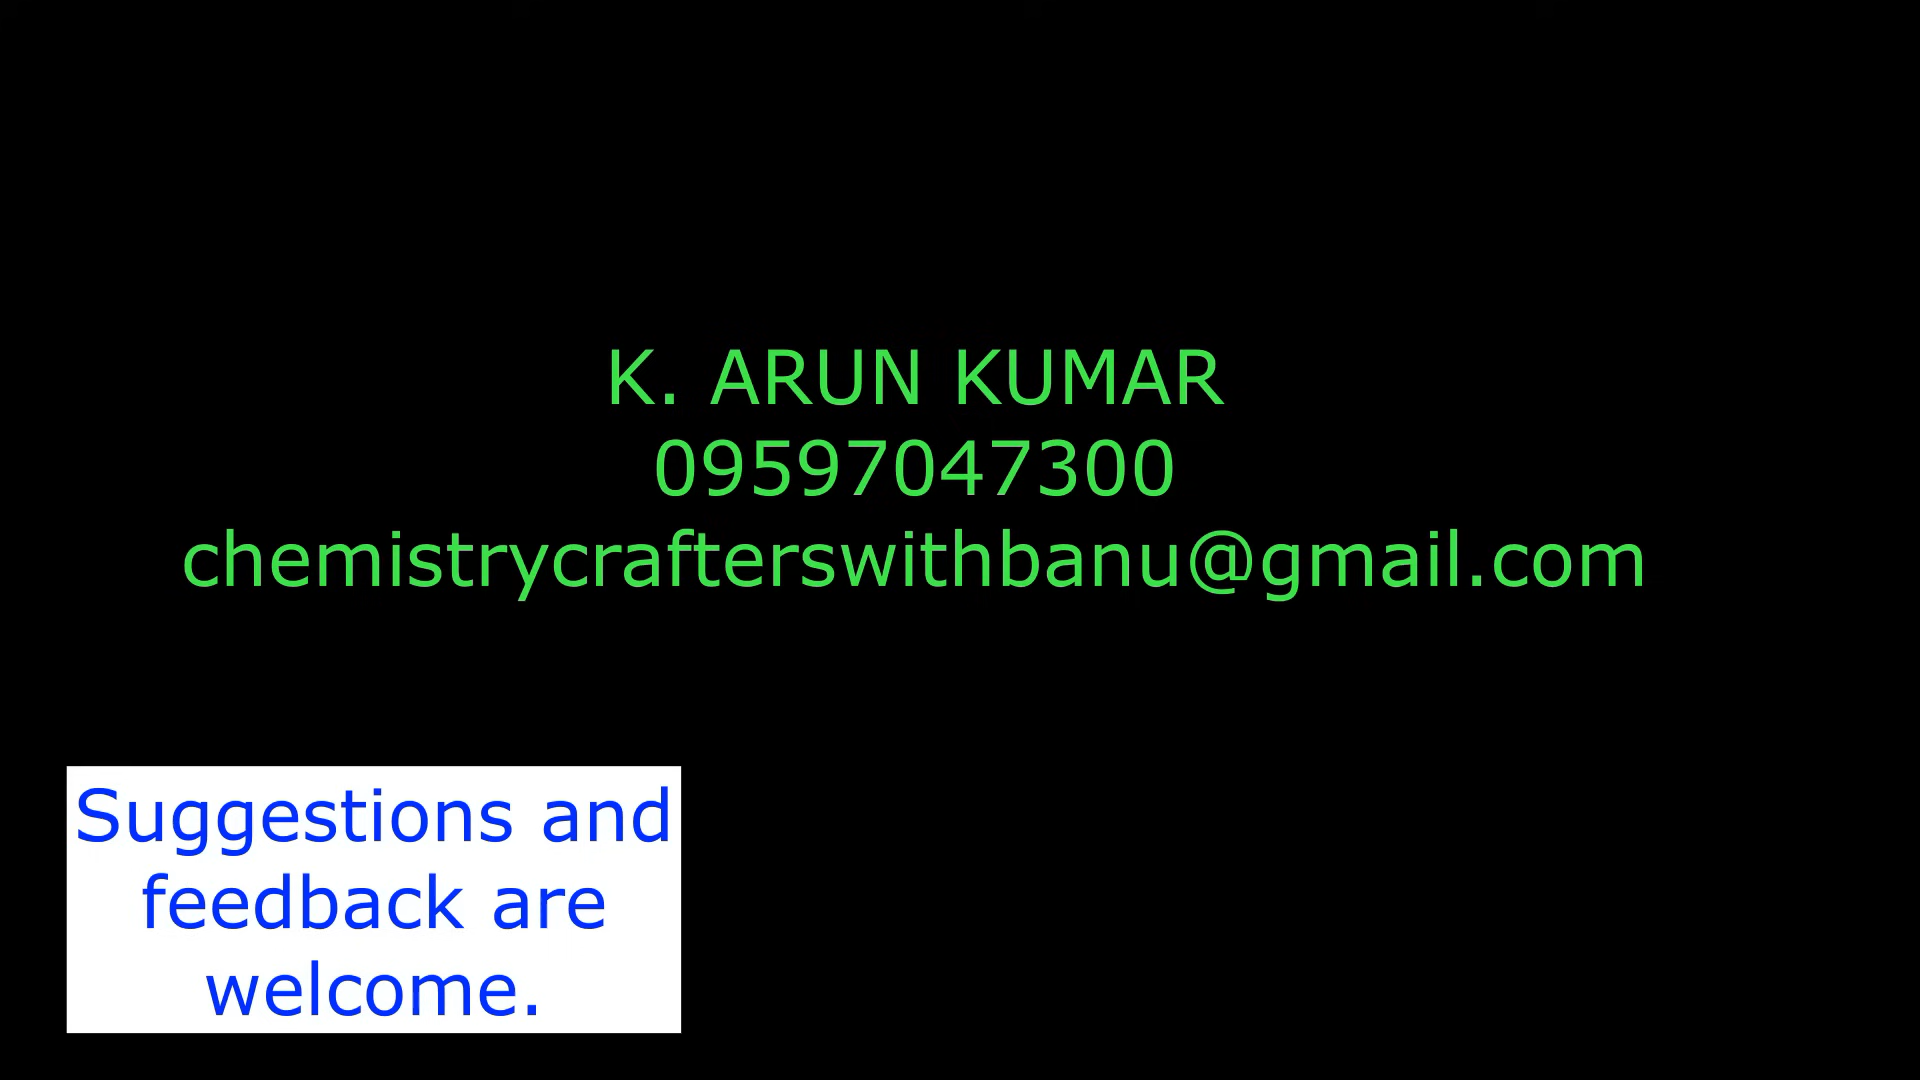 K. ARUN KUMAR
09597047300
chemistrycrafterswithbanu@gmail.com
Suggestions and
feedback are
welcome.